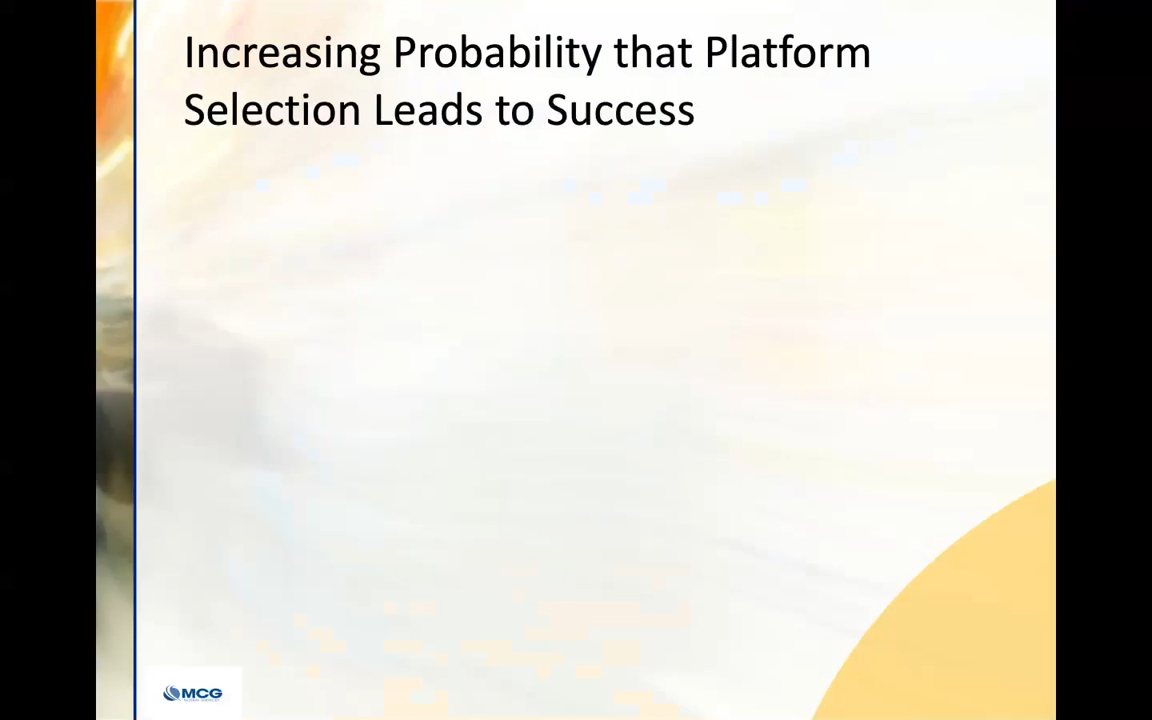 Increasing Probability that Platform
Selection Leads to Success
MCG